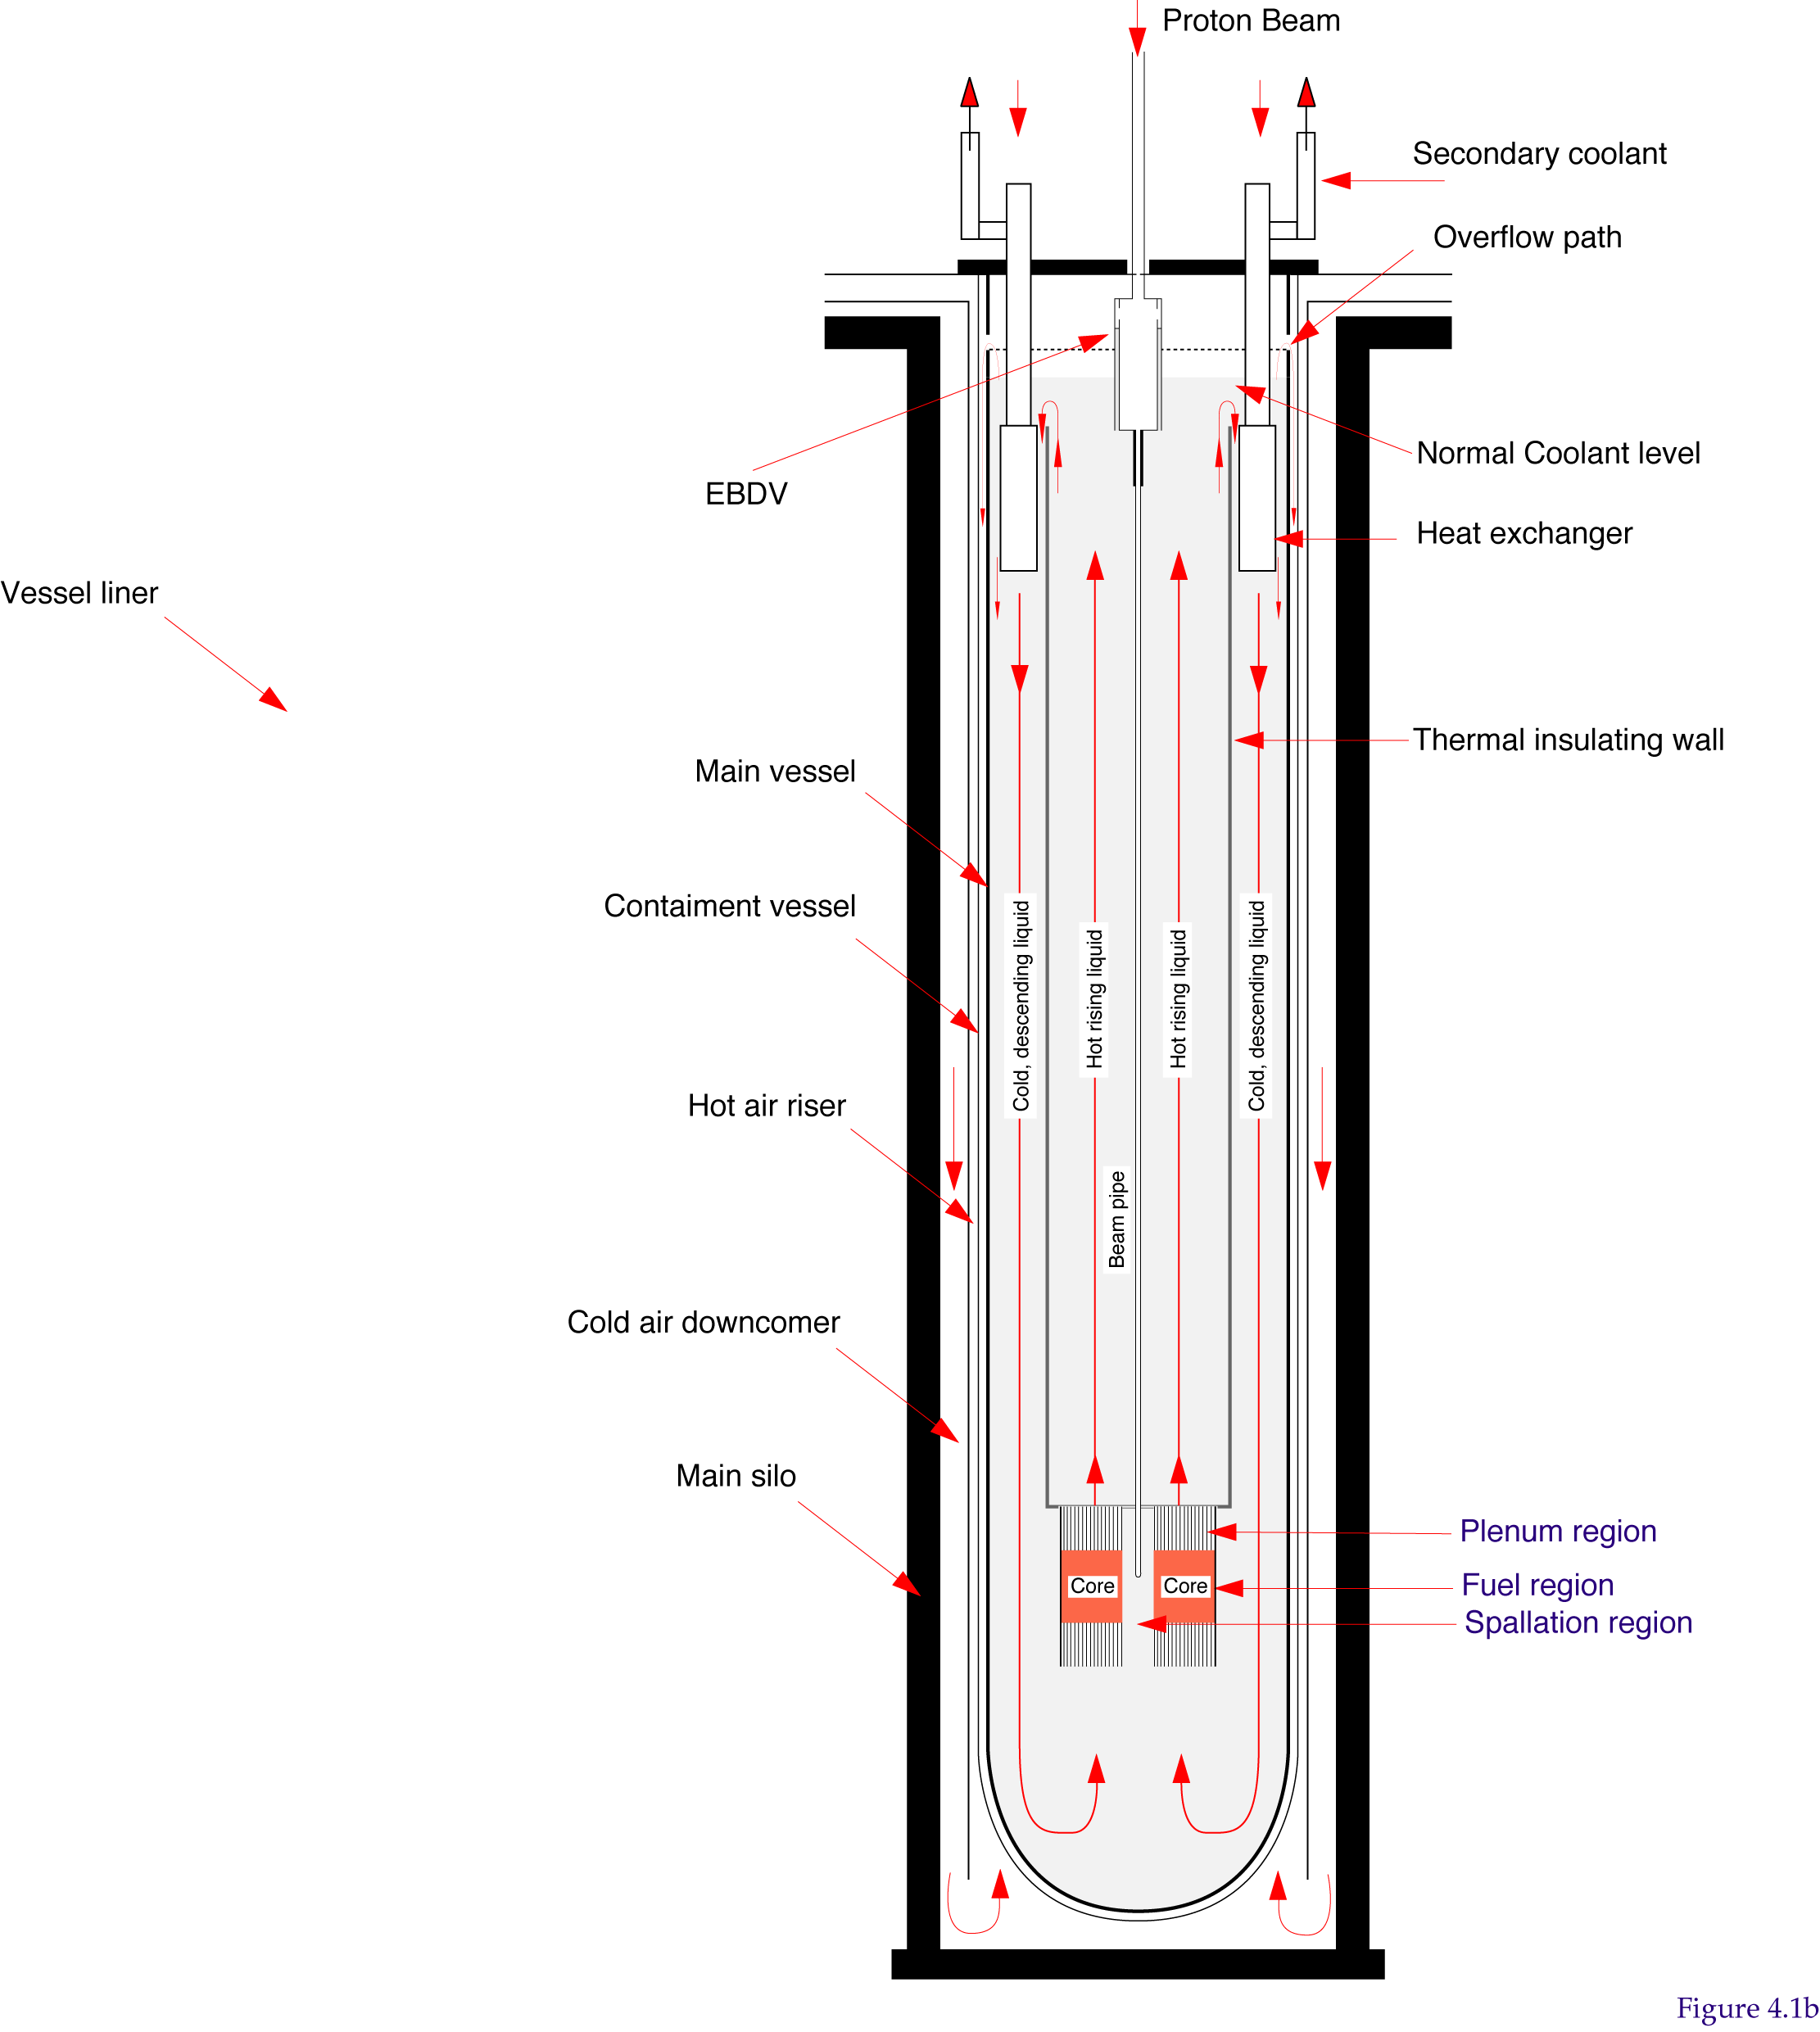 Proton Beam
Secondary coolant
Overflow path
EBDV
Normal Coolant level
Heat exchanger
Vessel liner
Thermal insulating wall
Main vessel
Contaiment vessel
Cold, descending liquid
Hot rising liquid
Hot rising liquid
Cold, descending liquid
Hot air riser
Beam pipe
Cold air downcomer
Main silo
Plenum region
Core
Core
Fuel region
Spallation region
Figure 4.1b